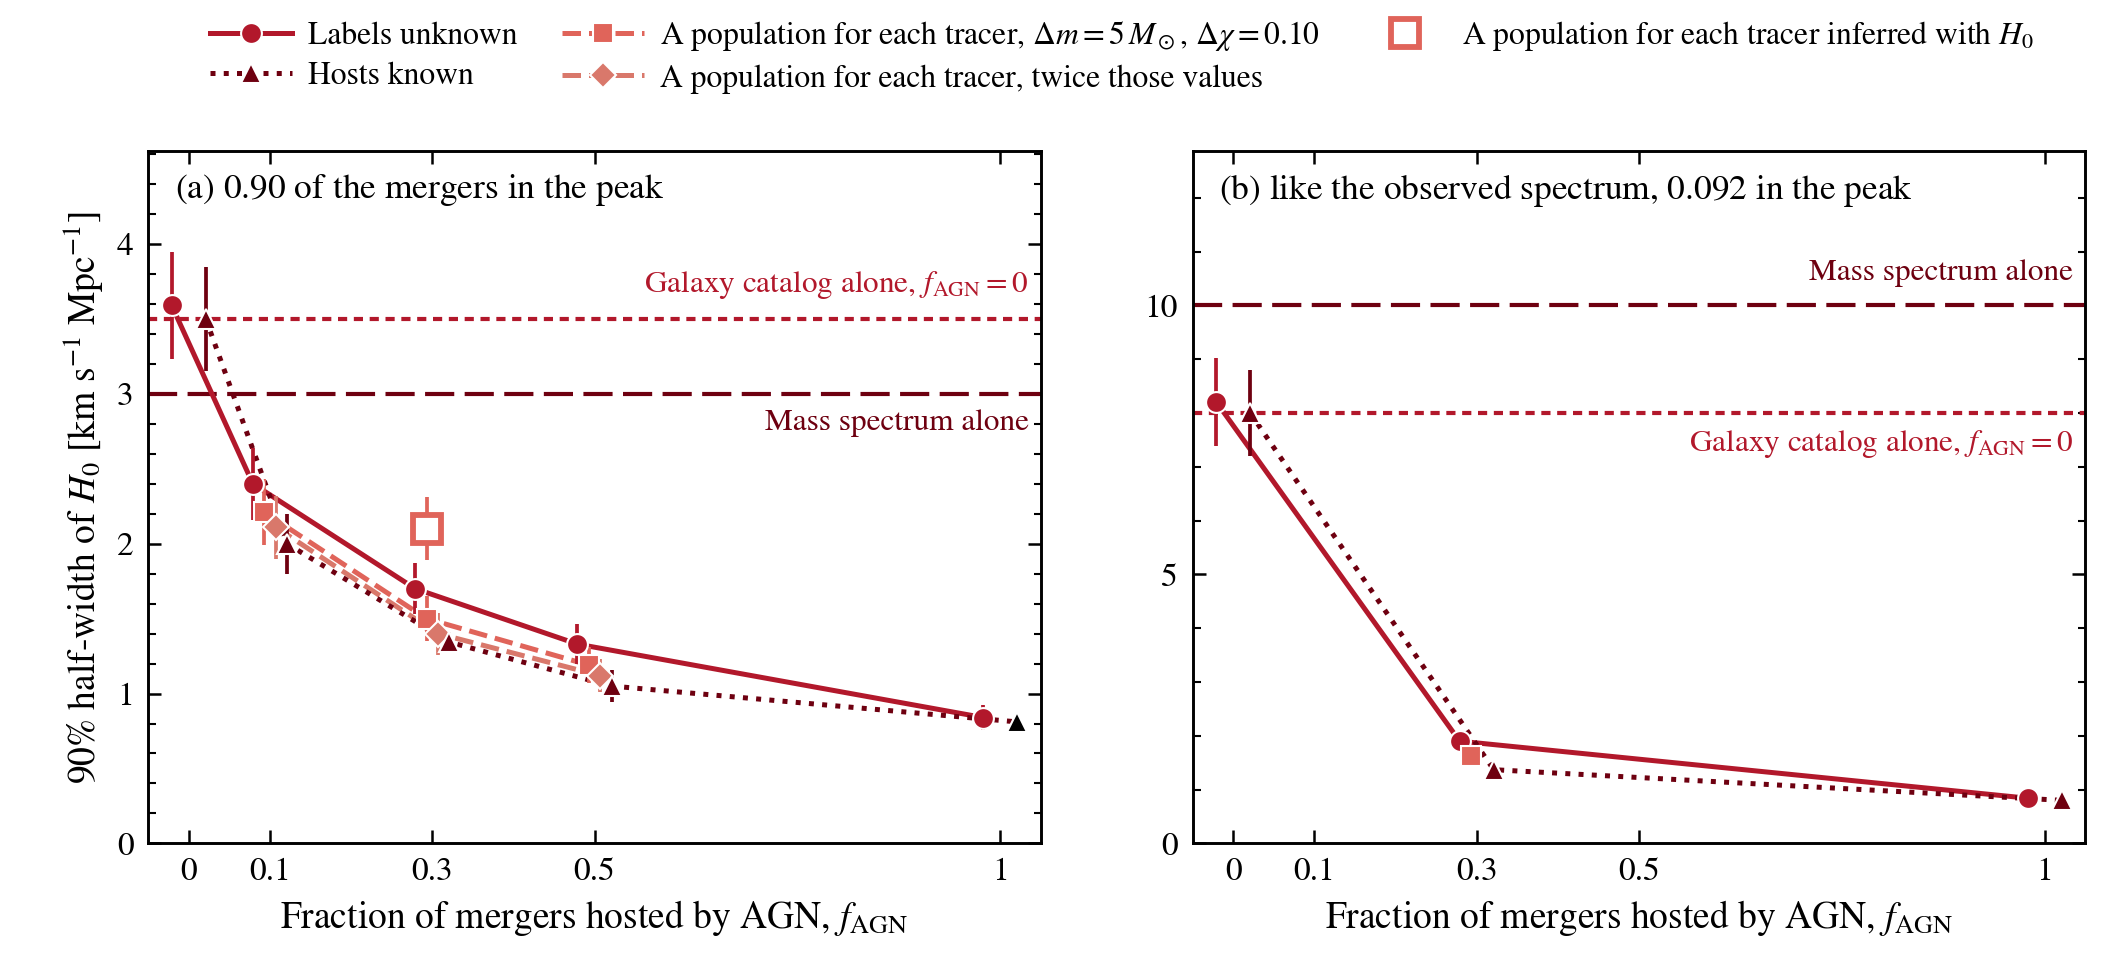 Labels unknown
Hosts known
A population for each tracer, Δm = 5 M⊙, Δχ = 0.10
A population for each tracer, twice those values
A population for each tracer inferred with H₀
(a) 0.90 of the mergers in the peak
Galaxy catalog alone, f_AGN = 0
Mass spectrum alone
90% half-width of H₀ [km s⁻¹ Mpc⁻¹]
4
3
2
1
0
0 0.1 0.3 0.5 1
Fraction of mergers hosted by AGN, f_AGN
(b) like the observed spectrum, 0.092 in the peak
Mass spectrum alone
Galaxy catalog alone, f_AGN = 0
10
5
0
0 0.1 0.3 0.5 1
Fraction of mergers hosted by AGN, f_AGN